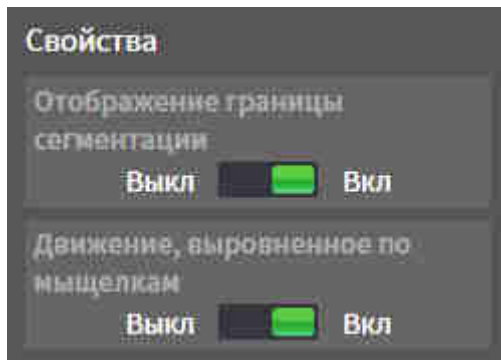 Свойства
Отображение границы
сегментации
Выкл Вкл
Движение, выровненное по
мыщелкам
Выкл Вкл